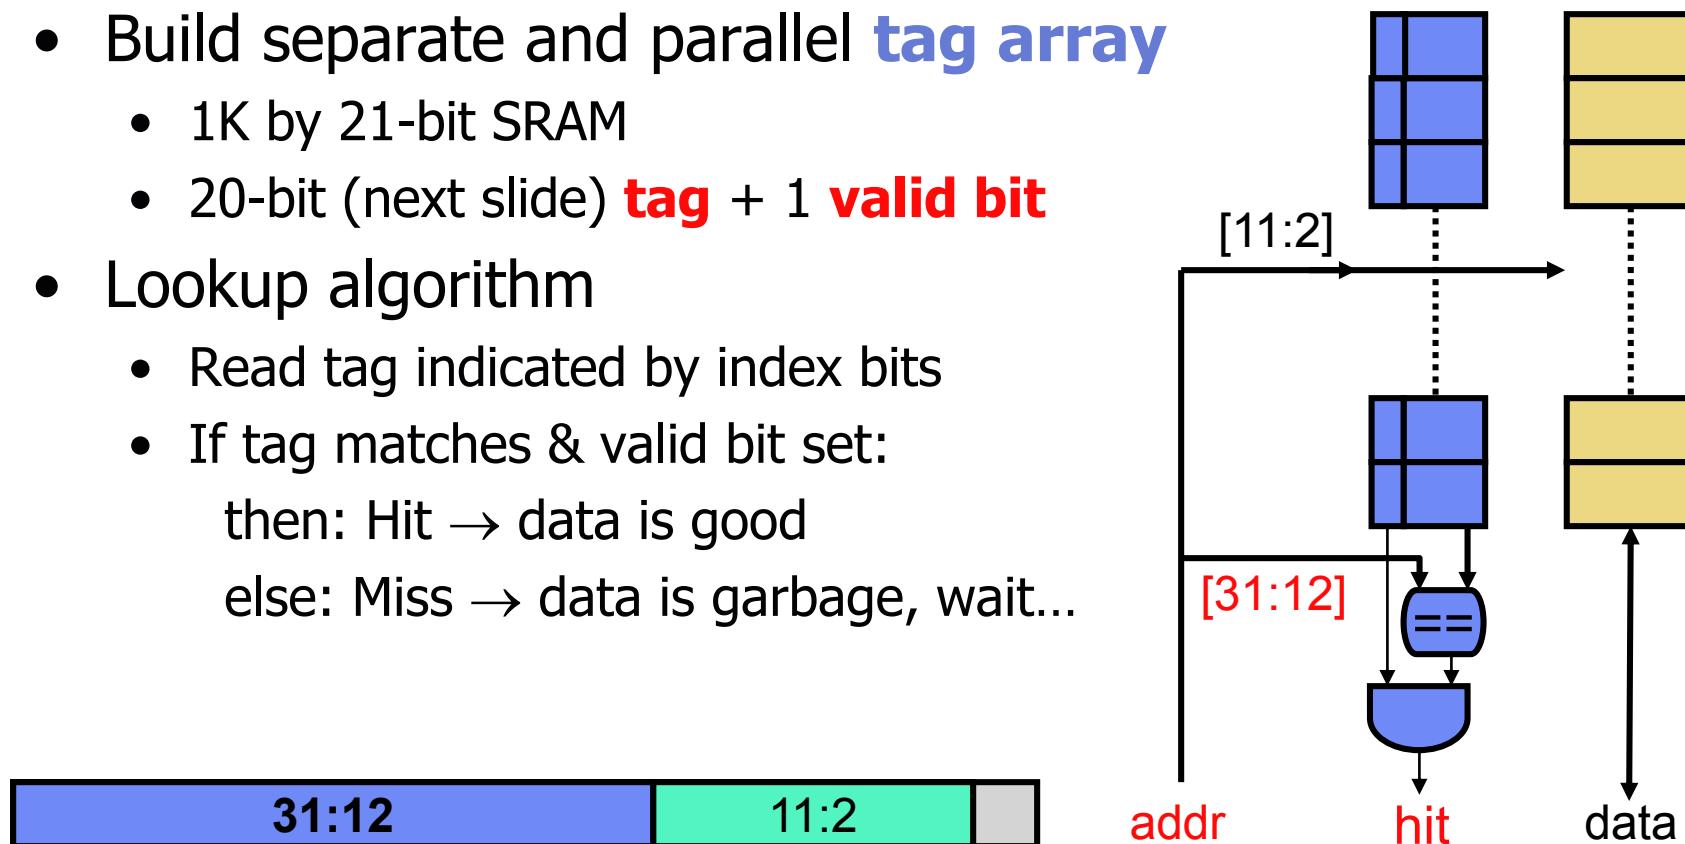 • Build separate and parallel tag array
• 1K by 21-bit SRAM
• 20-bit (next slide) tag + 1 valid bit
• Lookup algorithm
• Read tag indicated by index bits
• If tag matches & valid bit set:
then: Hit → data is good
else: Miss → data is garbage, wait…
31:12
11:2
[11:2]
[31:12]
==
addr
hit
data